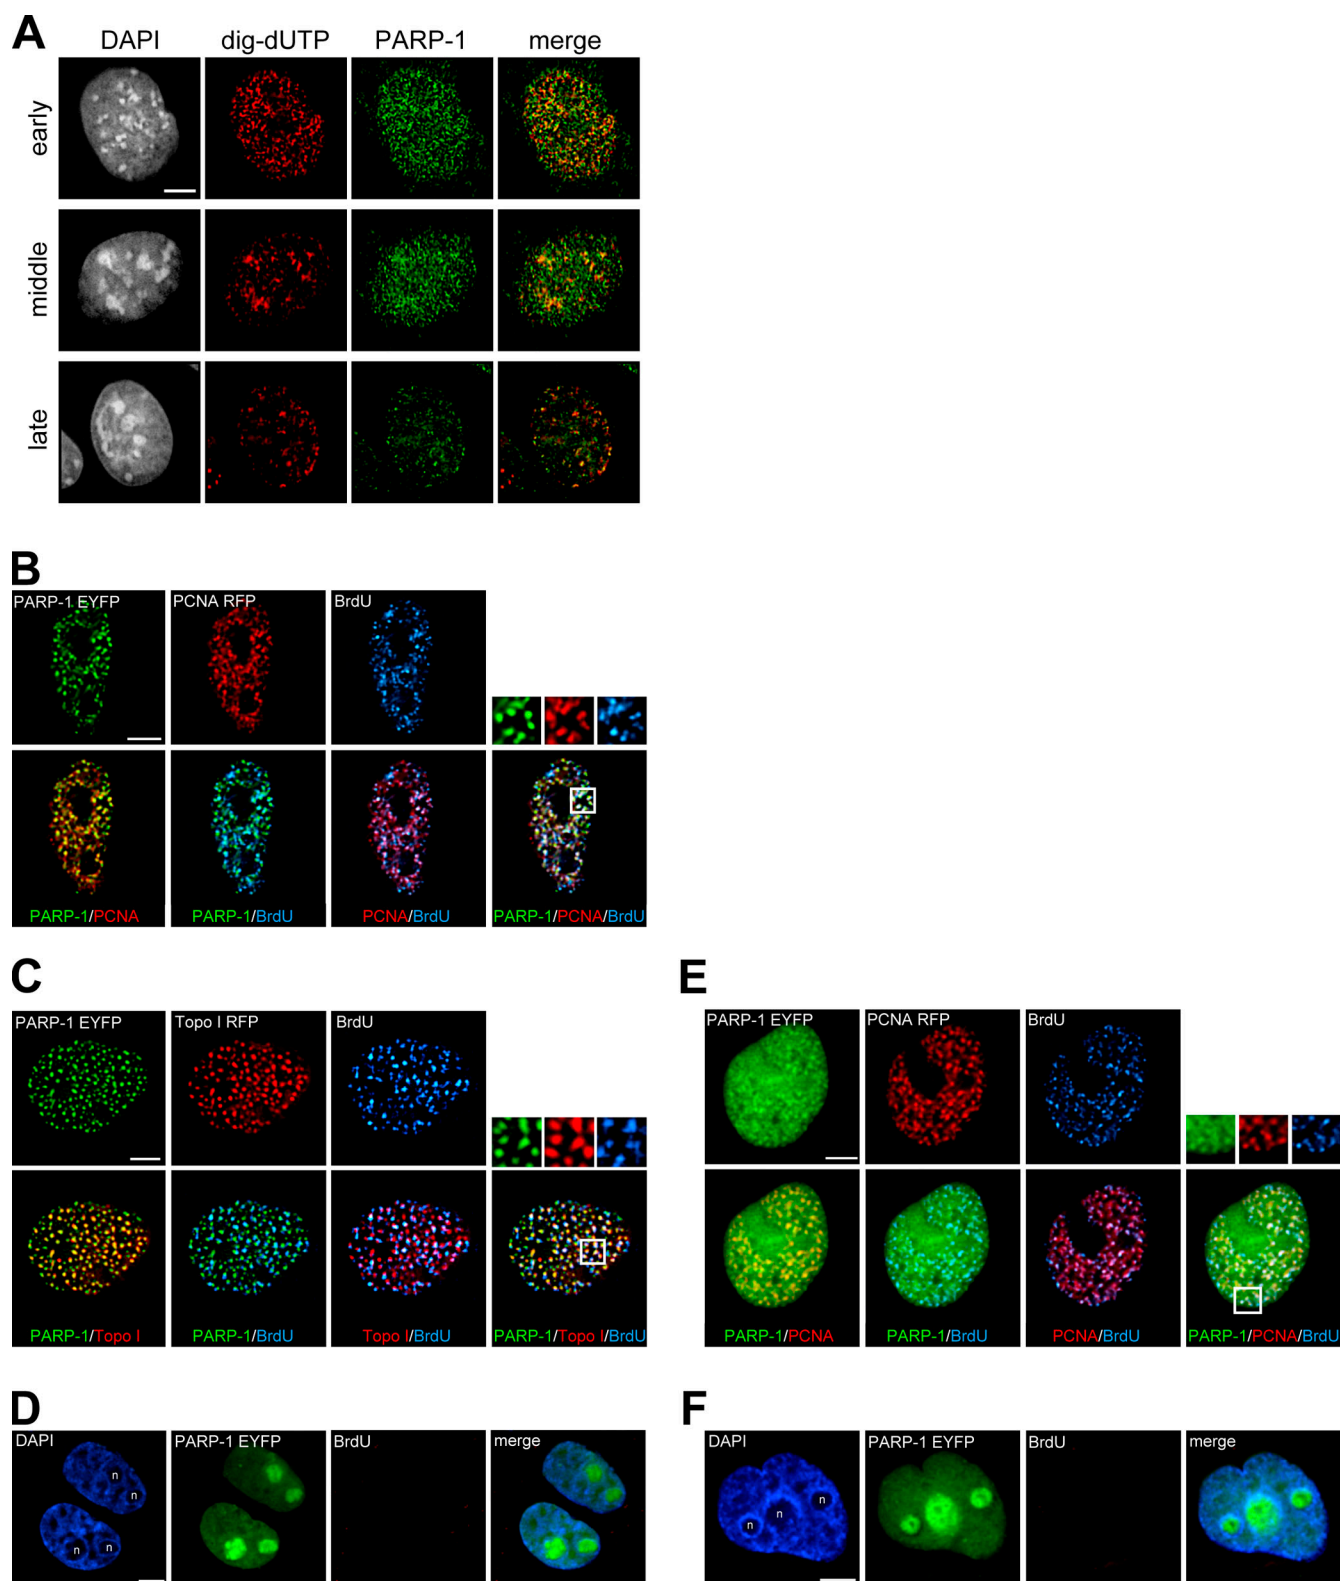 A
DAPI dig-dUTP PARP-1 merge
early
middle
late
B
PARP-1 EYFP PCNA RFP BrdU
PARP-1/PCNA PARP-1/BrdU PCNA/BrdU PARP-1/PCNA/BrdU
C
PARP-1 EYFP Topo I RFP BrdU
PARP-1/Topo I PARP-1/BrdU Topo I/BrdU PARP-1/Topo I/BrdU
E
PARP-1 EYFP PCNA RFP BrdU
PARP-1/PCNA PARP-1/BrdU PCNA/BrdU PARP-1/PCNA/BrdU
D
DAPI PARP-1 EYFP BrdU merge
n
n
n n
F
DAPI PARP-1 EYFP BrdU merge
n
n
n